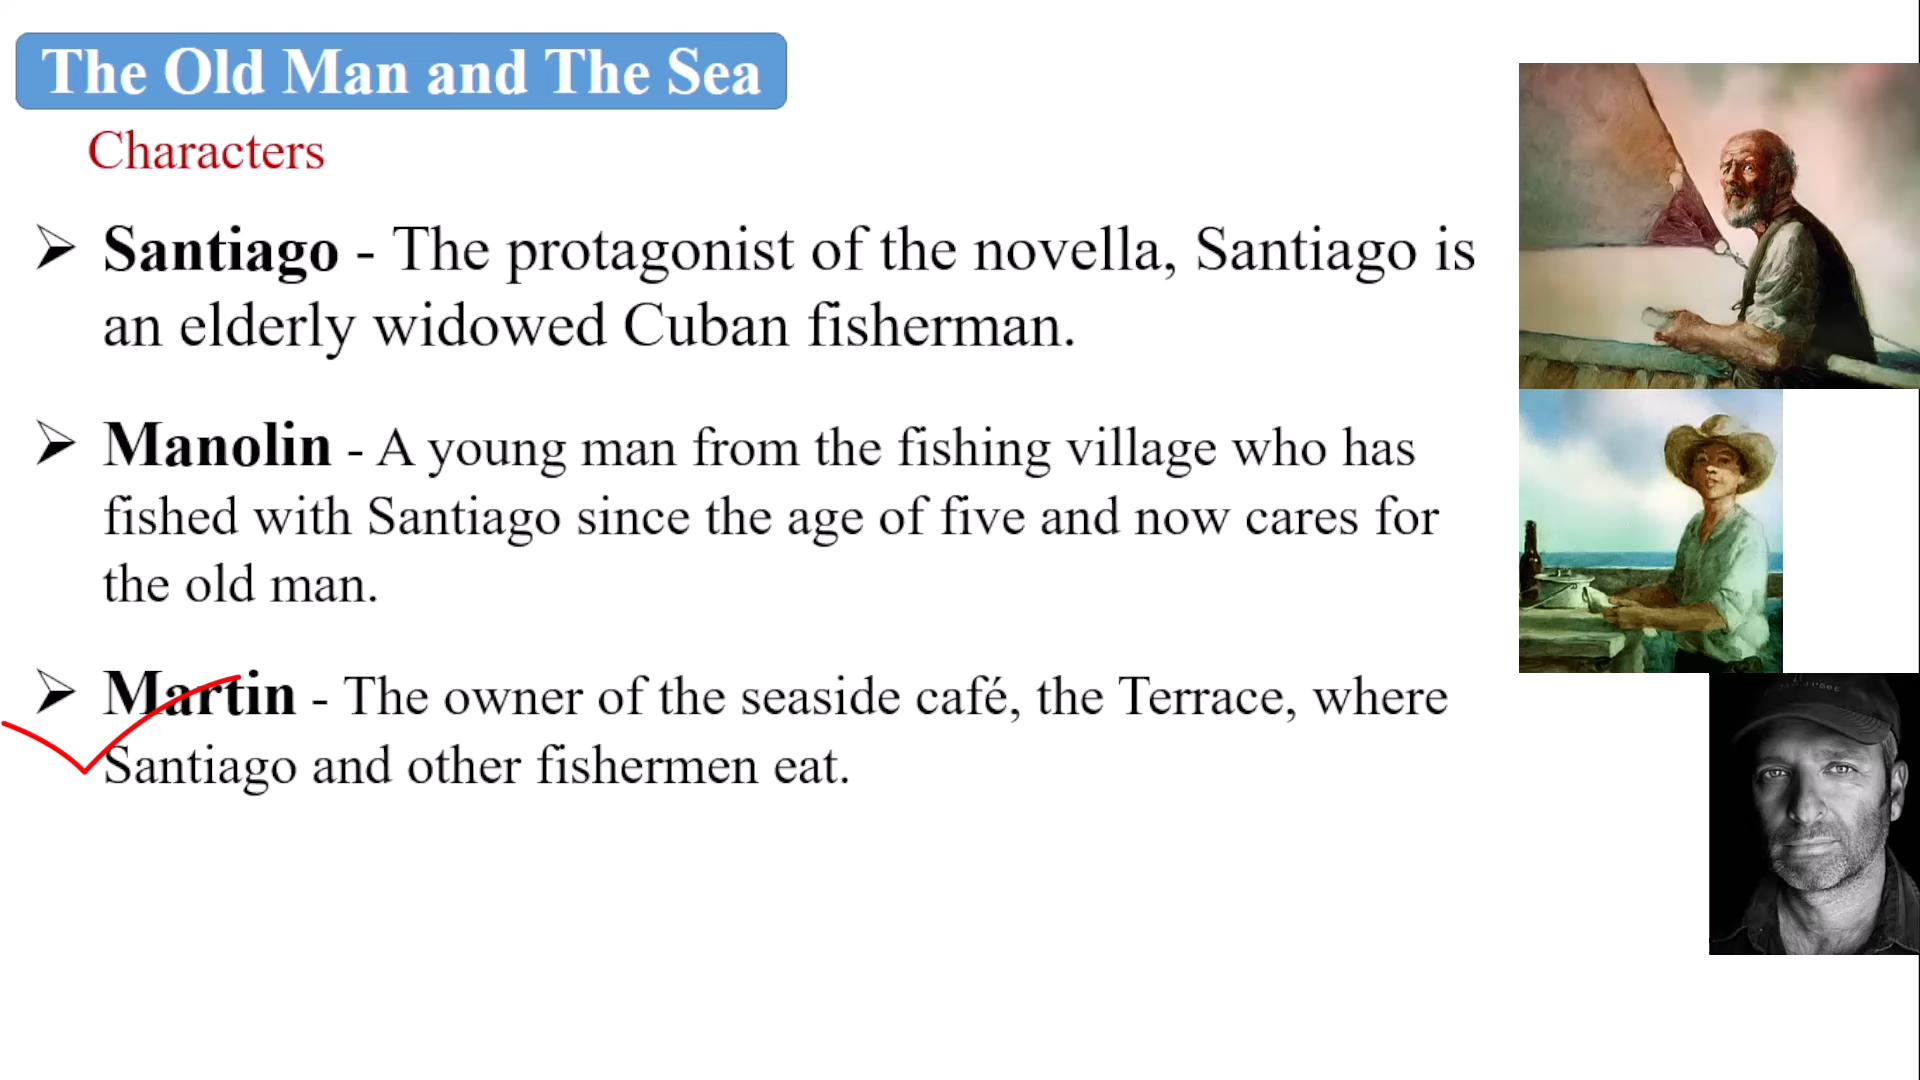 The Old Man and The Sea
Characters
➢ Santiago - The protagonist of the novella, Santiago is
an elderly widowed Cuban fisherman.
➢ Manolin - A young man from the fishing village who has
fished with Santiago since the age of five and now cares for
the old man.
➢ Martin - The owner of the seaside café, the Terrace, where
Santiago and other fishermen eat.